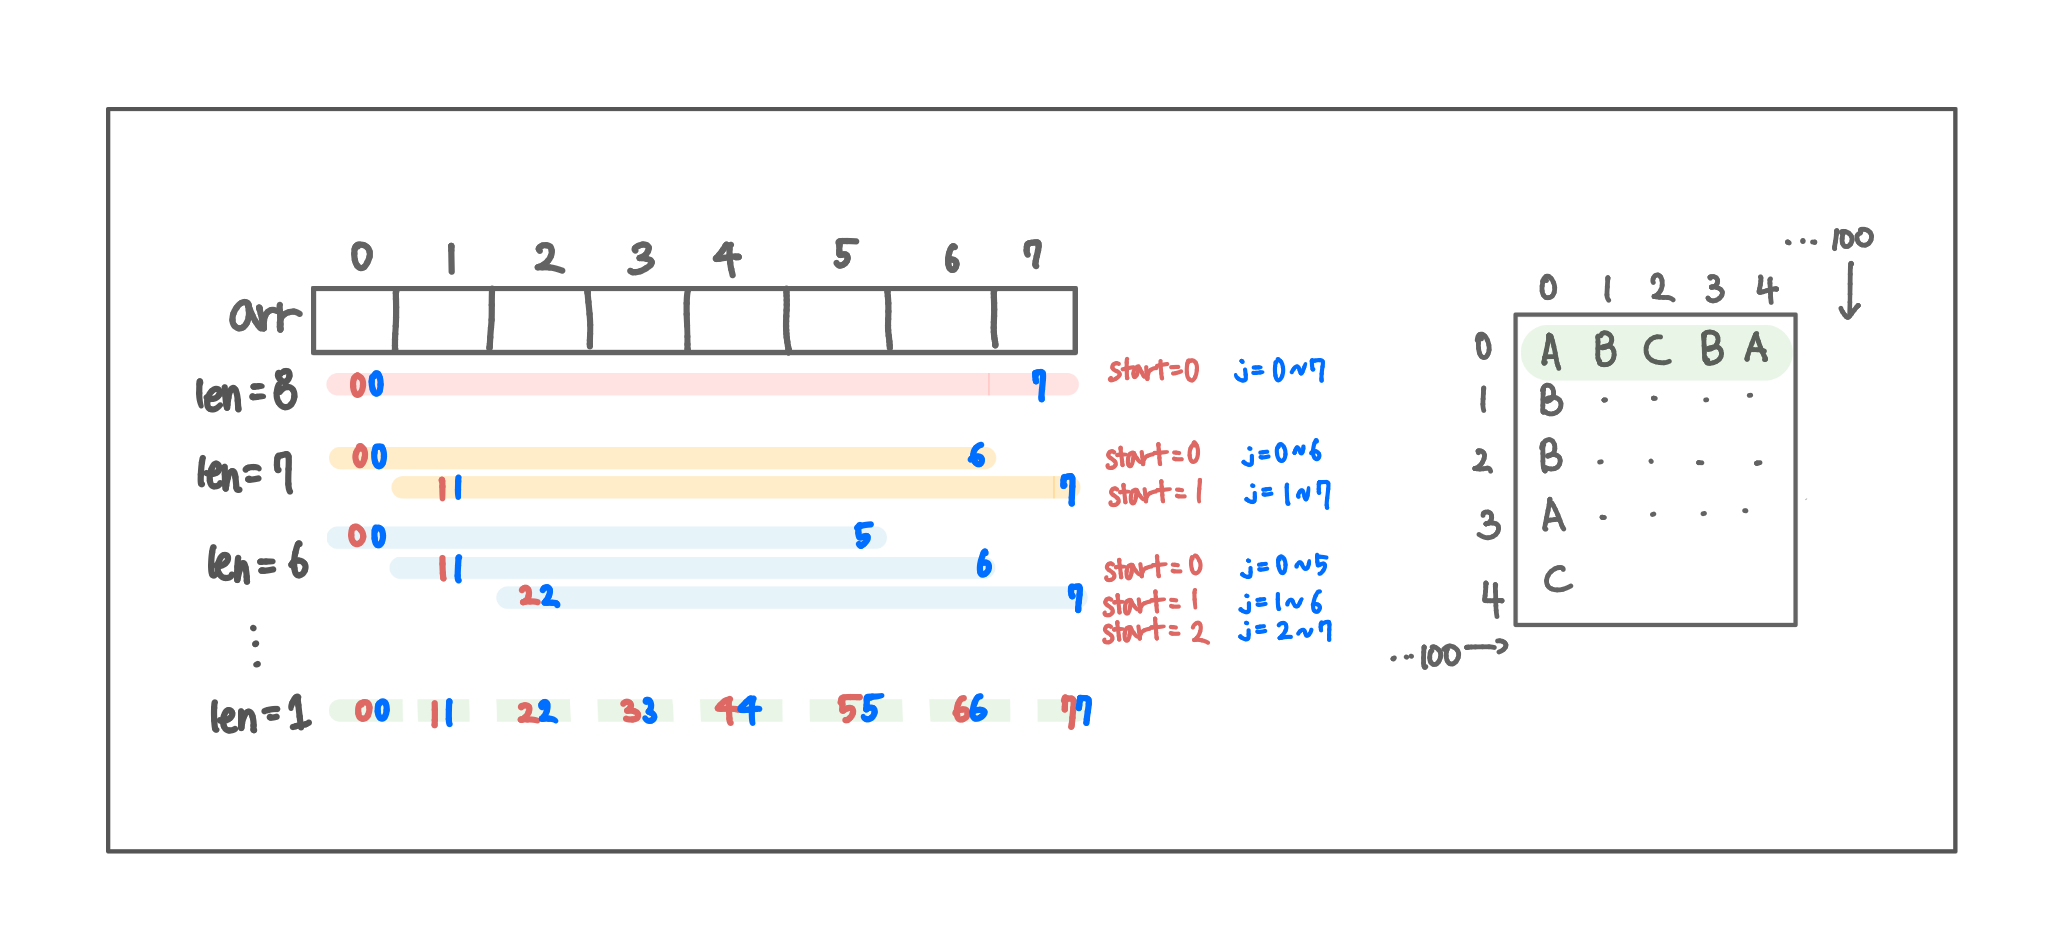 0 1 2 3 4 5 6 7
arr
len=8 00 7 start=0 j=0~7
len=7 00 6 start=0 j=0~6
11 7 start=1 j=1~7
len=6 00 5 start=0 j=0~5
11 6 start=1 j=1~6
22 7 start=2 j=2~7
⋮
len=1 00 11 22 33 44 55 66 77
... 100 ↓
0 1 2 3 4
0 A B C B A
1 B . . . .
2 B . . . .
3 A . . . .
4 C
...100 →